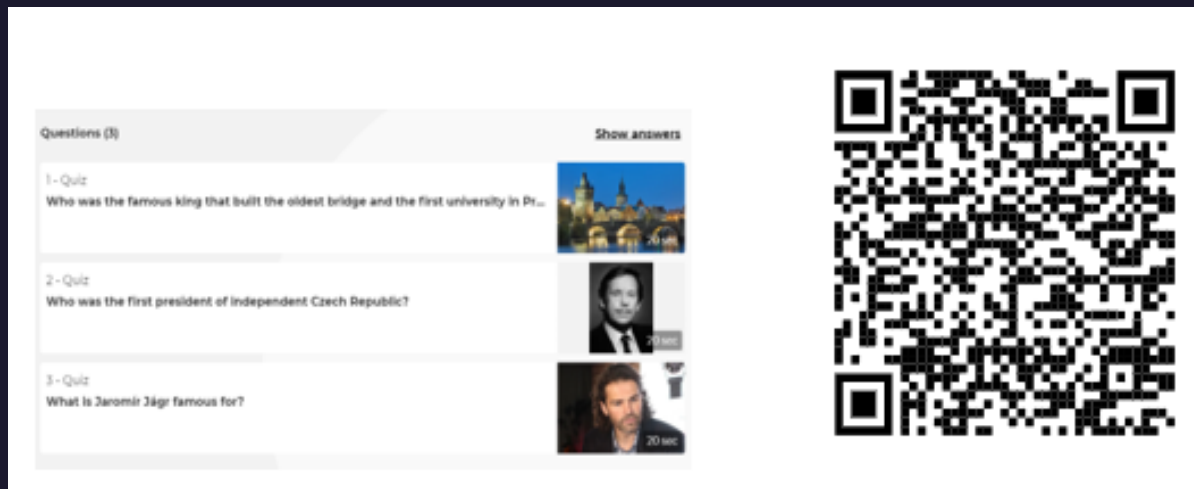 Questions (3)
Show answers
1 - Quiz
Who was the famous king that built the oldest bridge and the first university in Pr...
20 sec
2 - Quiz
Who was the first president of independent Czech Republic?
20 sec
3 - Quiz
What is Jaromír Jágr famous for?
20 sec